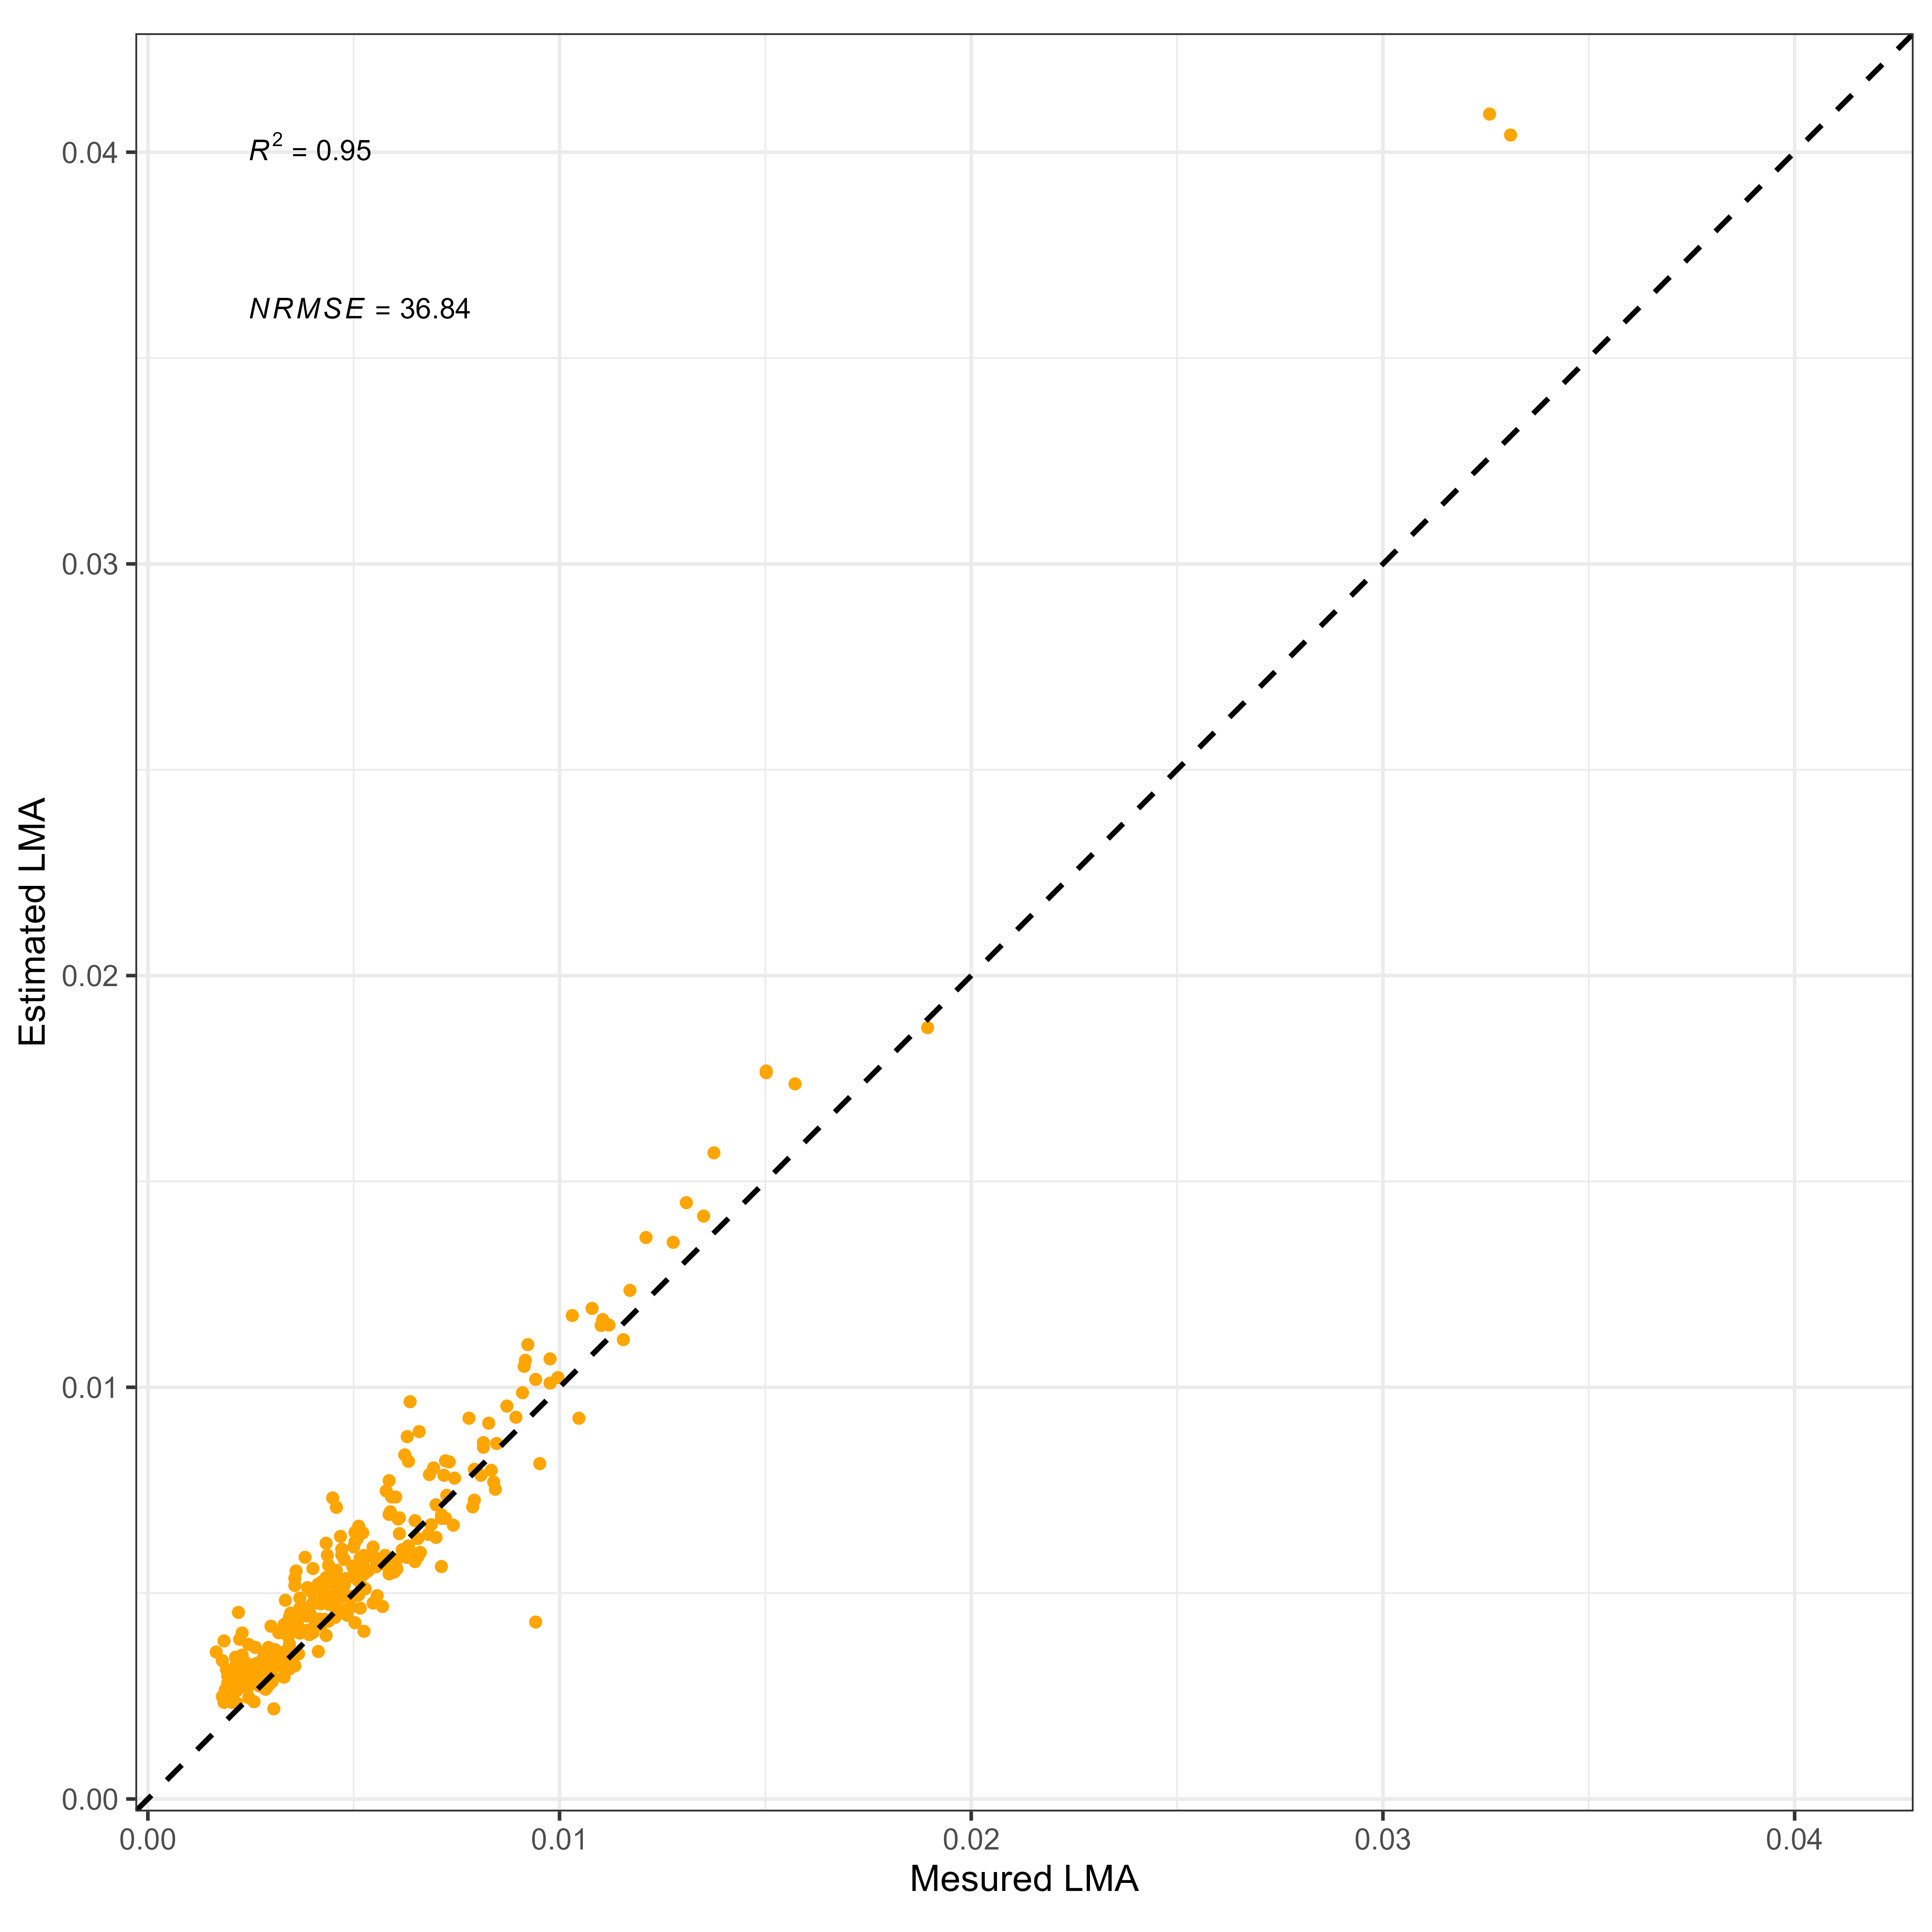 R² = 0.95
NRMSE = 36.84
0.04
0.03
0.02
0.01
0.00
Estimated LMA
0.00 0.01 0.02 0.03 0.04
Mesured LMA